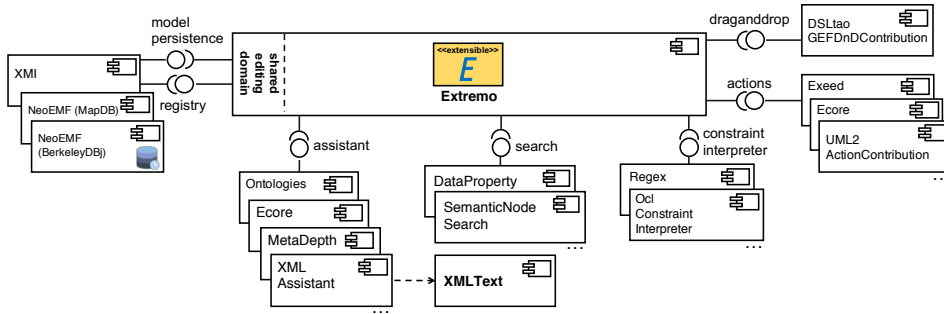 model
persistence
registry
XMI
NeoEMF (MapDB)
NeoEMF
(BerkeleyDBj)
shared
editing
domain
<<extensible>>
E
Extremo
draganddrop
DSLtao
GEFDnDContribution
actions
Exeed
Ecore
UML2
ActionContribution
...
assistant
Ontologies
Ecore
MetaDepth
XML
Assistant
...
search
DataProperty
SemanticNode
Search
...
XMLText
constraint
interpreter
Regex
Ocl
Constraint
Interpreter
...